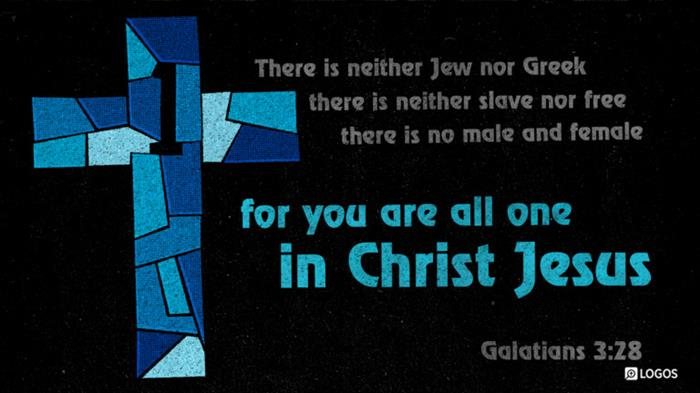 There is neither Jew nor Greek
there is neither slave nor free
there is no male and female
for you are all one
in Christ Jesus
Galatians 3:28
LOGOS